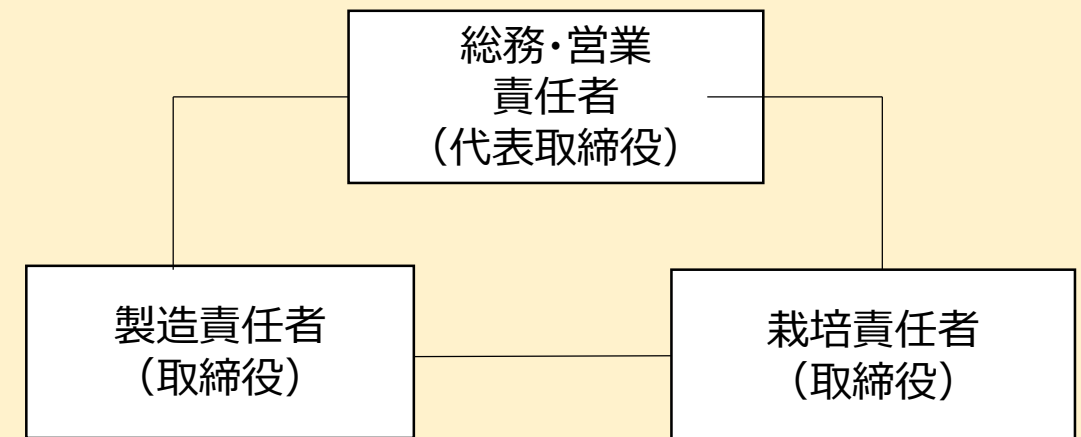 総務・営業
責任者
（代表取締役）
製造責任者
（取締役）
栽培責任者
（取締役）